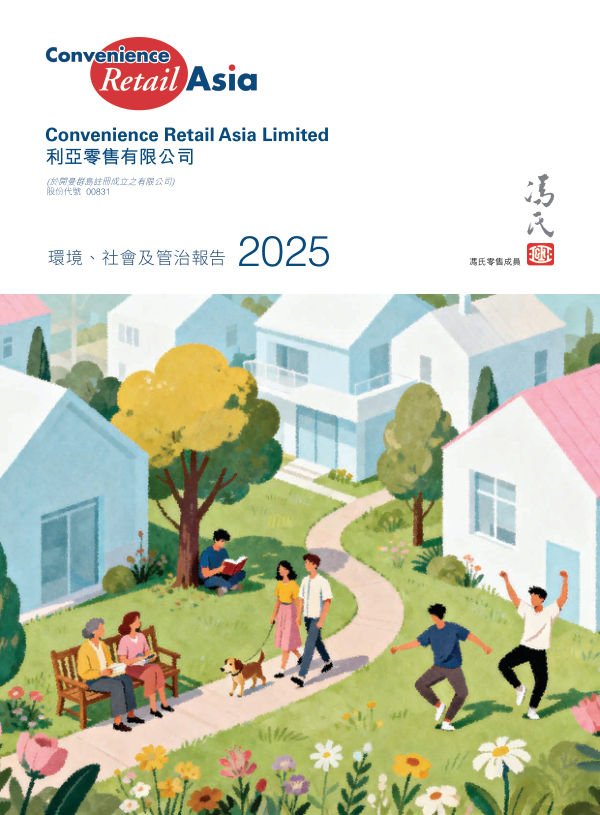 Convenience
Retail Asia
Convenience Retail Asia Limited
利亞零售有限公司
(於開曼群島註冊成立之有限公司)
股份代號 00831
環境、社會及管治報告 2025
馮氏
馮氏零售成員